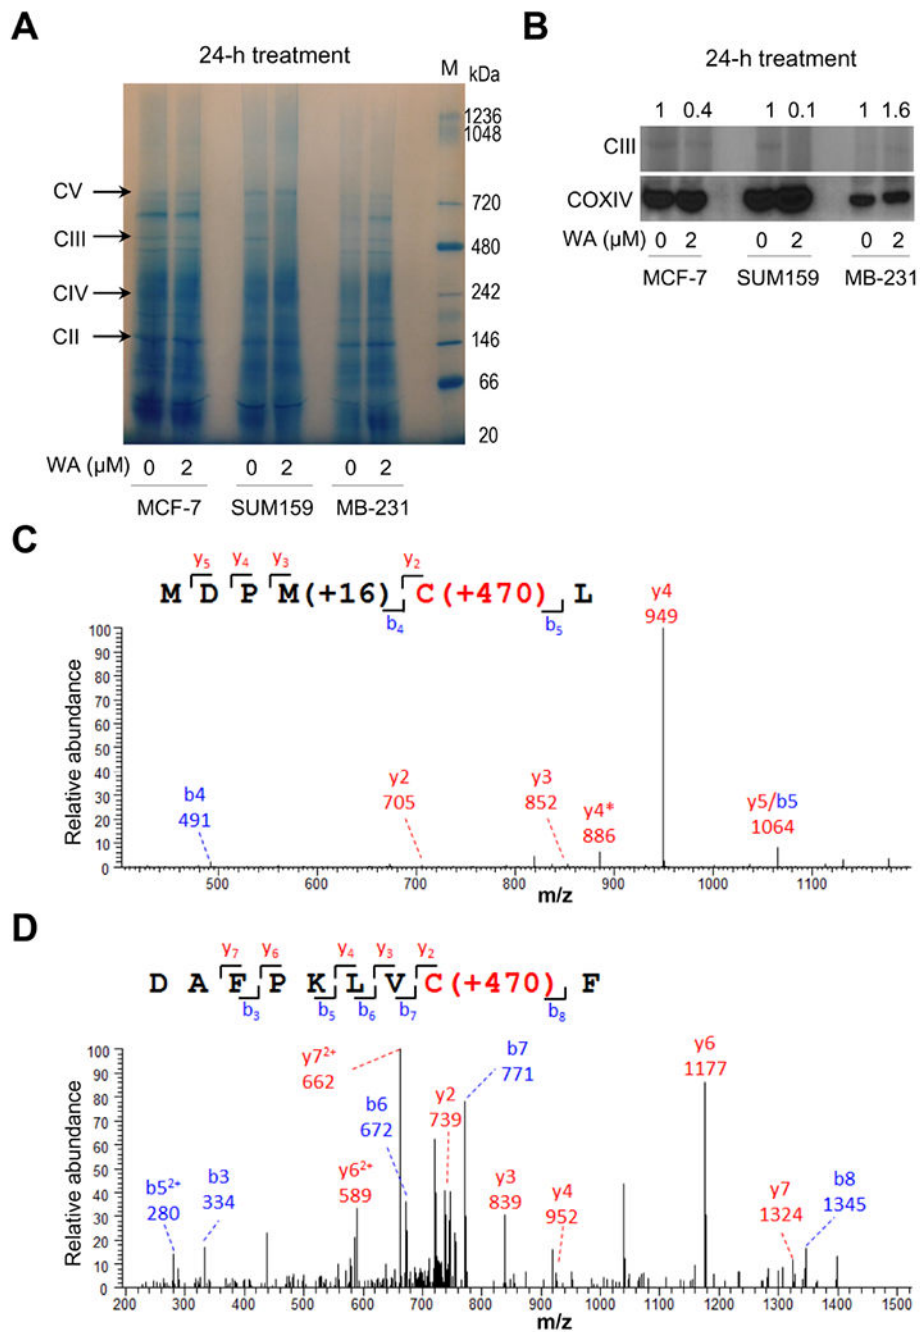 A
24-h treatment
M kDa
1236
1048
CV
720
CIII
480
CIV
242
CII
146
66
20
WA (μM) 0 2 0 2 0 2
MCF-7 SUM159 MB-231
B
24-h treatment
1 0.4 1 0.1 1 1.6
CIII
COXIV
WA (μM) 0 2 0 2 0 2
MCF-7 SUM159 MB-231
C
y5 y4 y3 y2
M D P M(+16) C(+470) L
b4 b5
Relative abundance
100
90
80
70
60
50
40
30
20
10
0
y4
949
b4
491
y2
705
y3
852
y4*
886
y5/b5
1064
500 600 700 800 900 1000 1100
m/z
D
y7 y6 y4 y3 y2
D A F P K L V C(+470) F
b3 b5 b6 b7 b8
Relative abundance
100
90
80
70
60
50
40
30
20
10
0
b5²⁺
280
b3
334
y6²⁺
589
y7²⁺
662
b6
672
y2
739
b7
771
y3
839
y4
952
y6
1177
y7
1324
b8
1345
200 300 400 500 600 700 800 900 1000 1100 1200 1300 1400 1500
m/z